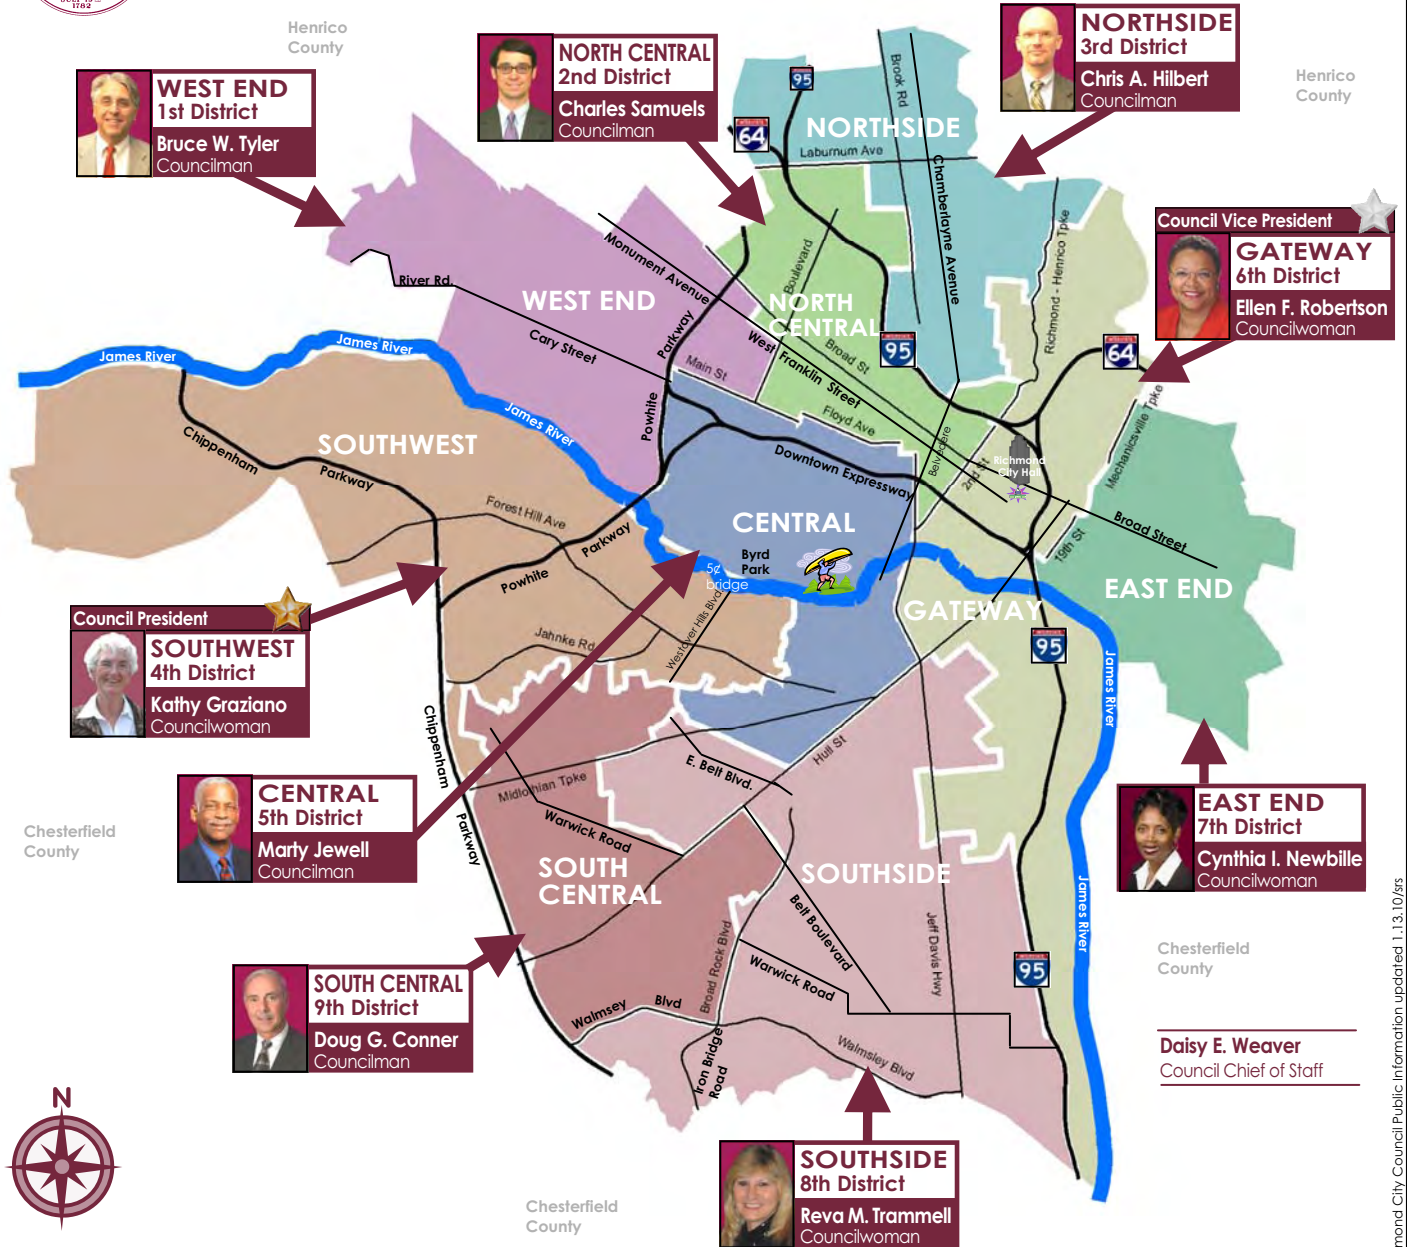 1782
Henrico
County
WEST END
1st District
Bruce W. Tyler
Councilman
NORTH CENTRAL
2nd District
Charles Samuels
Councilman
NORTHSIDE
3rd District
Chris A. Hilbert
Councilman
Henrico
County
Council Vice President
GATEWAY
6th District
Ellen F. Robertson
Councilwoman
95
64
NORTHSIDE
Brook Rd
Laburnum Ave
Chamberlayne Avenue
Richmond - Henrico Tpke
Monument Avenue
Boulevard
River Rd.
WEST END
NORTH
CENTRAL
Parkway
Cary Street
West Franklin Street
Broad St
95
64
Main St
Floyd Ave
Powhite
James River
James River
James River
Mechanicsville Tpke
Belvedere
2nd St
Richmond
City Hall
SOUTHWEST
Chippenham
Parkway
Downtown Expressway
Forest Hill Ave
Parkway
Powhite
CENTRAL
Byrd
Park
5¢
bridge
Broad Street
19th St
EAST END
GATEWAY
Westover Hills Blvd.
Jahnke Rd
95
James River
Council President
SOUTHWEST
4th District
Kathy Graziano
Councilwoman
Chippenham
Parkway
E. Belt Blvd.
Hull St
Midlothian Tpke
Warwick Road
CENTRAL
5th District
Marty Jewell
Councilman
EAST END
7th District
Cynthia I. Newbille
Councilwoman
Chesterfield
County
SOUTH
CENTRAL
SOUTHSIDE
Belt Boulevard
Jeff Davis Hwy
James River
Broad Rock Blvd
Warwick Road
95
Chesterfield
County
SOUTH CENTRAL
9th District
Doug G. Conner
Councilman
Walmsey Blvd
Iron Bridge
Road
Walmsley Blvd
Daisy E. Weaver
Council Chief of Staff
N
SOUTHSIDE
8th District
Reva M. Trammell
Councilwoman
Chesterfield
County
mond City Council Public Information updated 1.13.10/srs